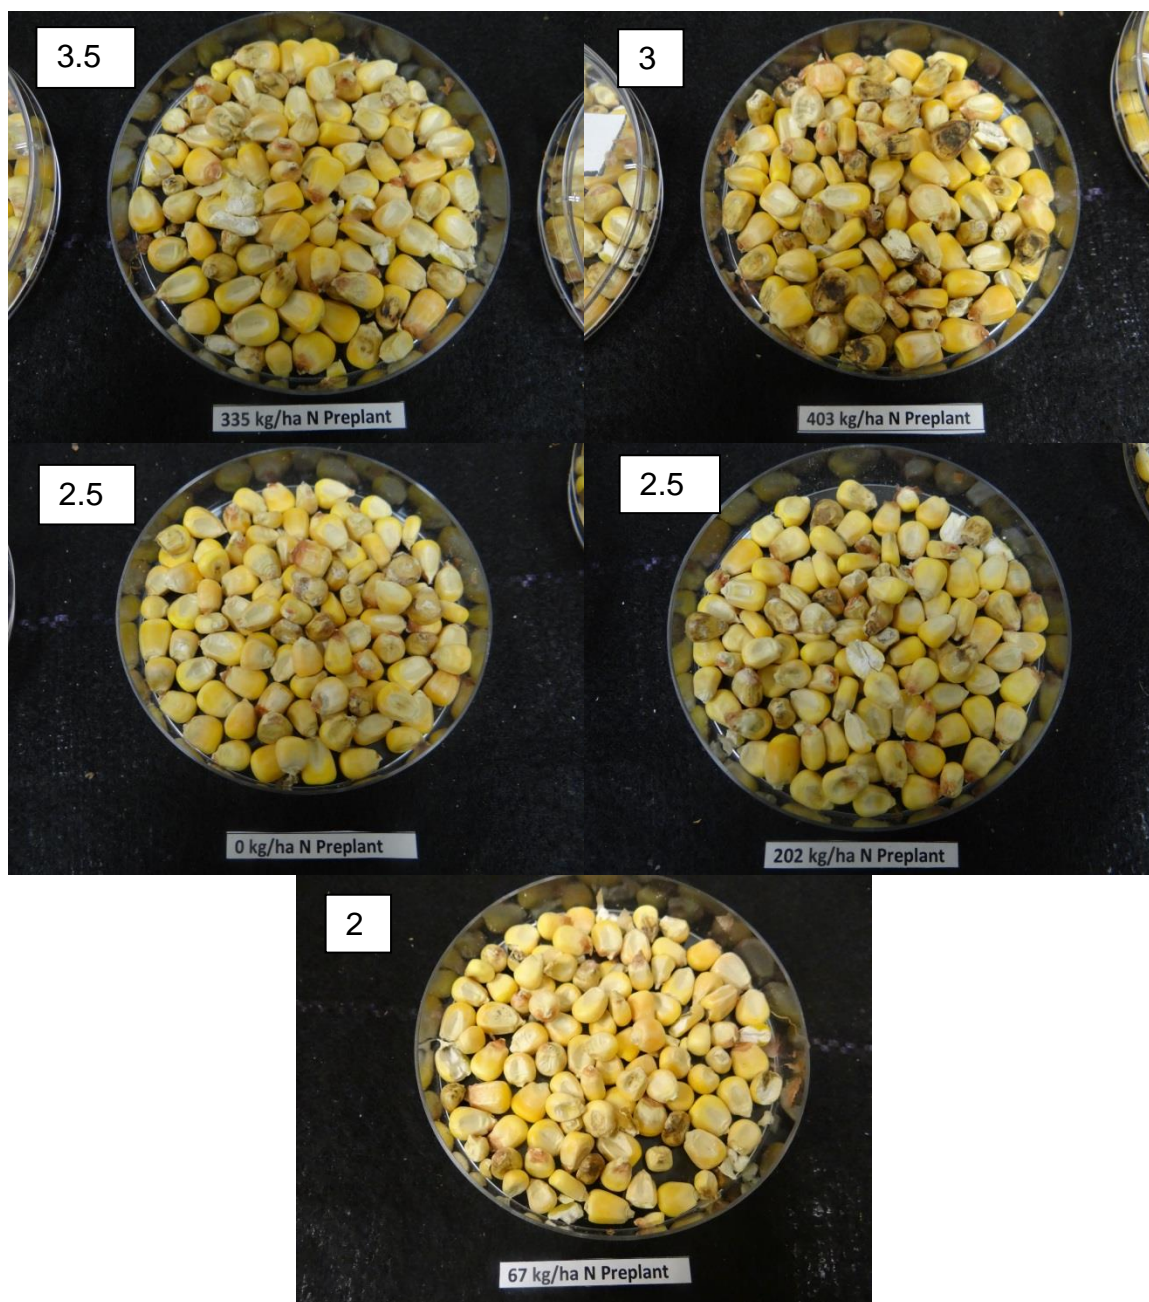 3.5
3
335 kg/ha N Preplant
403 kg/ha N Preplant
2.5
2.5
0 kg/ha N Preplant
202 kg/ha N Preplant
2
67 kg/ha N Preplant